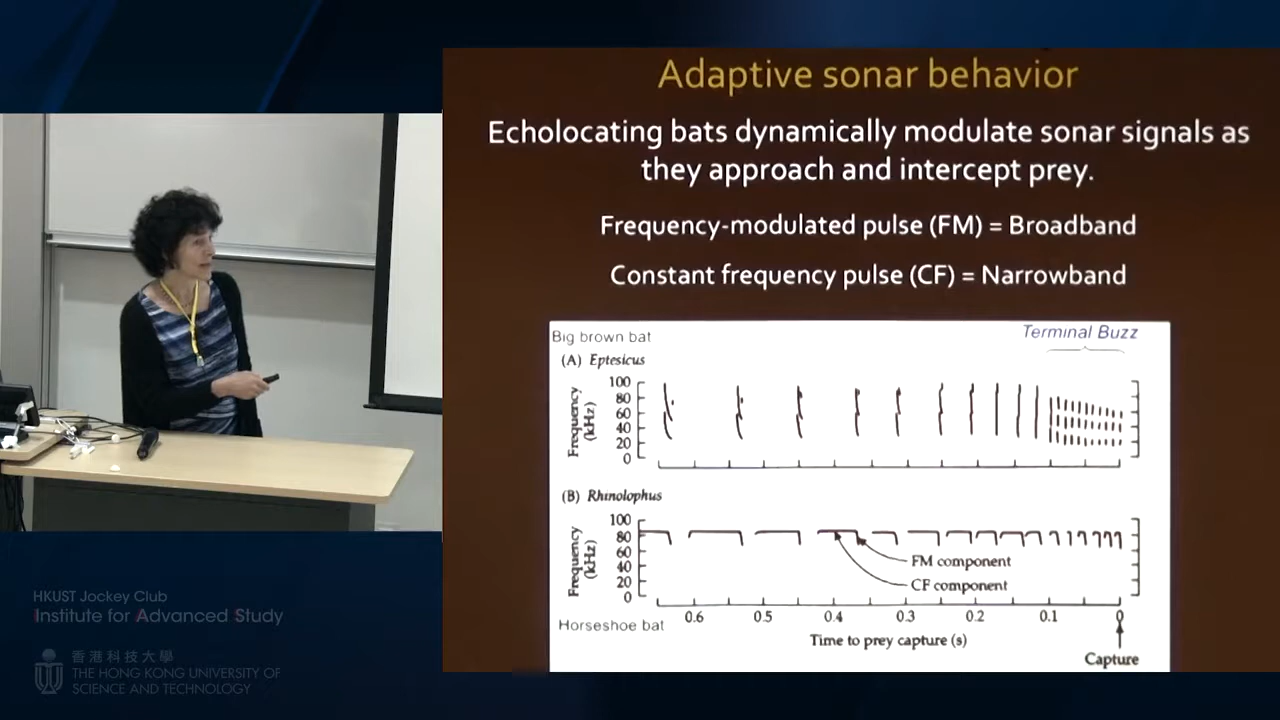 Adaptive sonar behavior
Echolocating bats dynamically modulate sonar signals as
they approach and intercept prey.
Frequency-modulated pulse (FM) = Broadband
Constant frequency pulse (CF) = Narrowband
Big brown bat
Terminal Buzz
(A) Eptesicus
Frequency
(kHz)
100
80
60
40
20
0
(B) Rhinolophus
Frequency
(kHz)
100
80
60
40
20
0
FM component
CF component
Horseshoe bat
0.6 0.5 0.4 0.3 0.2 0.1 0
Time to prey capture (s)
Capture
HKUST Jockey Club
Institute for Advanced Study
香港科技大學
THE HONG KONG UNIVERSITY OF
SCIENCE AND TECHNOLOGY